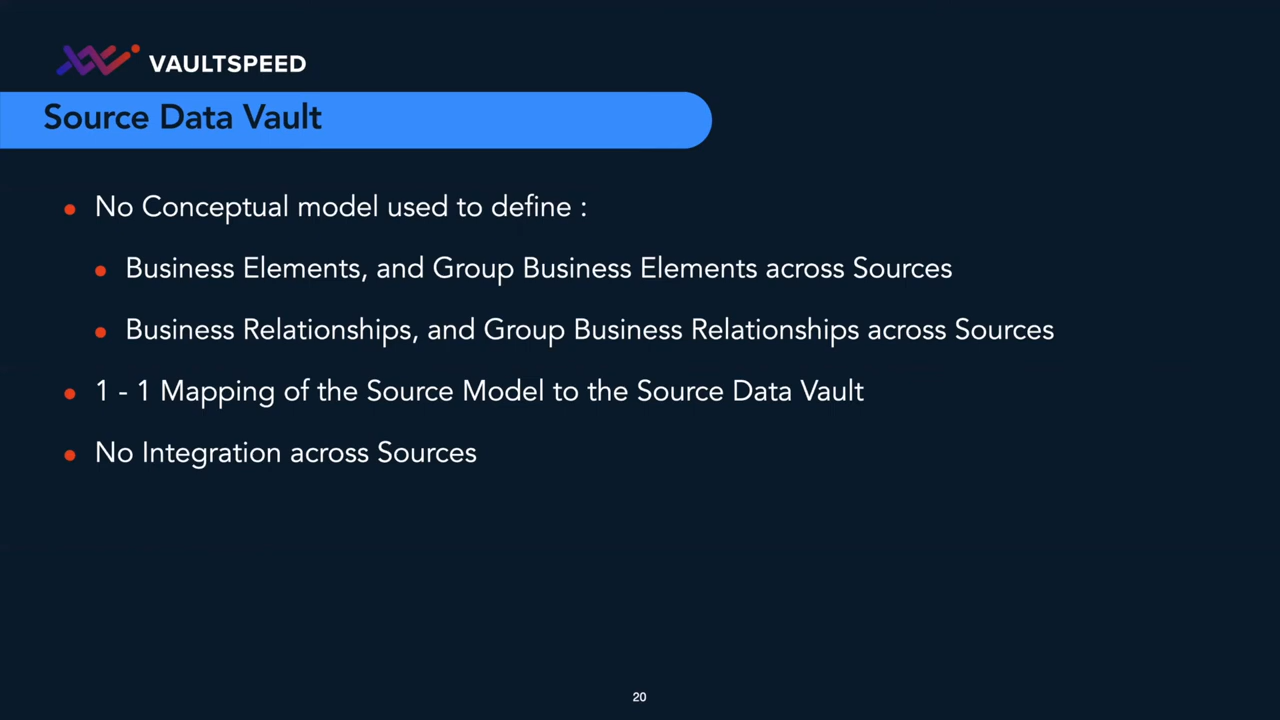 VAULTSPEED
Source Data Vault
No Conceptual model used to define :
Business Elements, and Group Business Elements across Sources
Business Relationships, and Group Business Relationships across Sources
1 - 1 Mapping of the Source Model to the Source Data Vault
No Integration across Sources
20